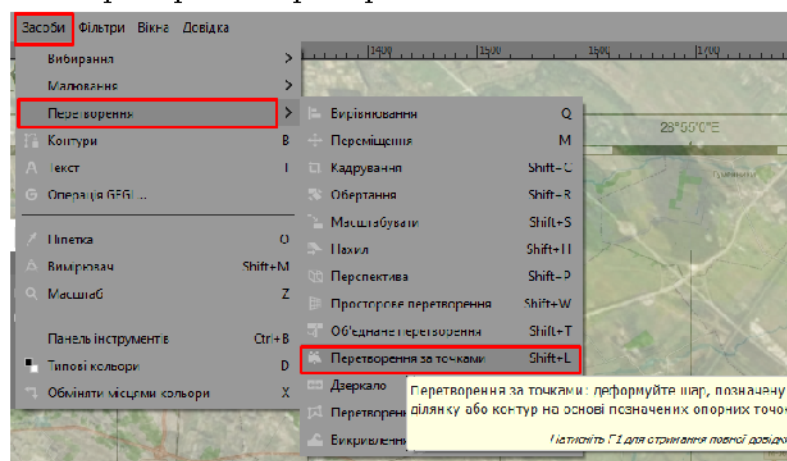 Засоби Фільтри Вікна Довідка
1400 1500 1600 1700
Вибирання >
Малювання >
Перетворення >
Контури B
Текст T
Операція GEGL...
Піпетка O
Вимірювач Shift+M
Масштаб Z
Панель інструментів Ctrl+B
Типові кольори D
Обміняти місцями кольори X
Вирівнювання Q
Переміщення M
Кадрування Shift+C
Обертання Shift+R
Масштабувати Shift+S
Нахил Shift+H
Перспектива Shift+P
Просторове перетворення Shift+W
Об'єднане перетворення Shift+T
Перетворення за точками Shift+L
Дзеркало
Викривлення
28°55'0"E
Перетворення за точками: деформуйте шар, позначену
ділянку або контур на основі позначених опорних точок
Натисніть F1 для отримання повної довідки